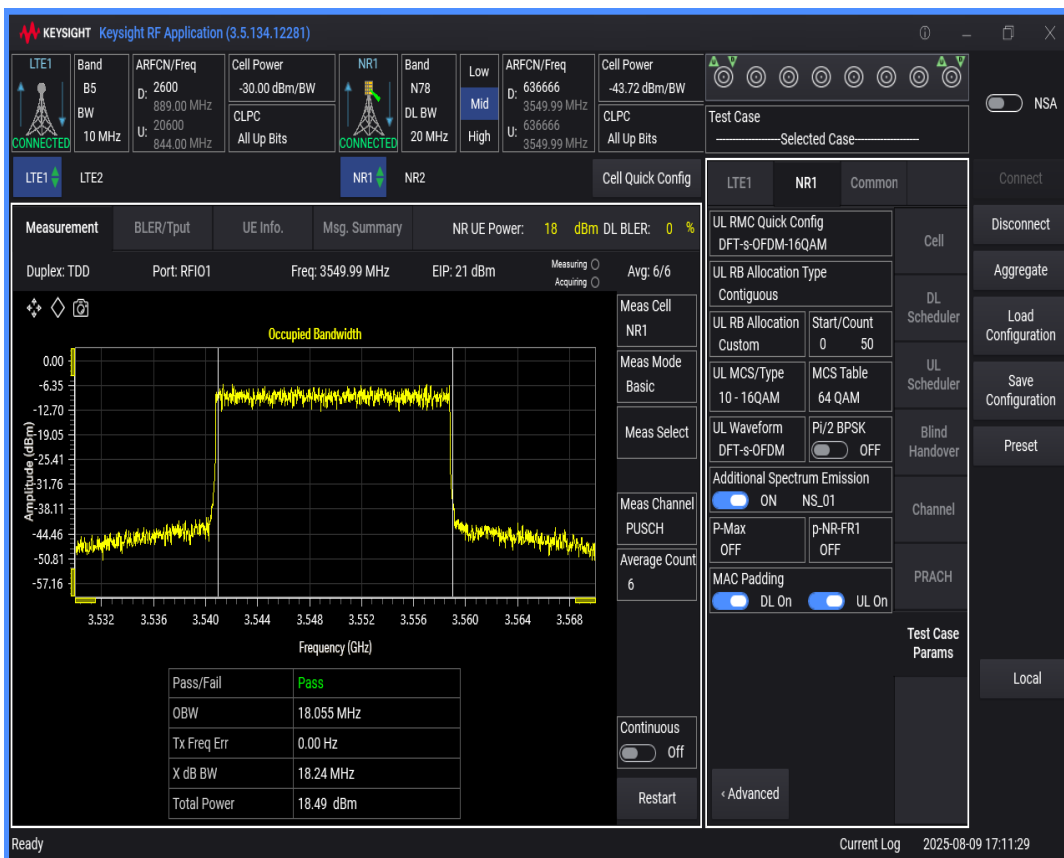 KEYSIGHT Keysight RF Application (3.5.134.12281)
LTE1
CONNECTED
Band
B5
BW
10 MHz
ARFCN/Freq
D: 2600
889.00 MHz
U: 20600
844.00 MHz
Cell Power
-30.00 dBm/BW
CLPC
All Up Bits
NR1
CONNECTED
Band
N78
DL BW
20 MHz
Low
Mid
High
ARFCN/Freq
D: 636666
3549.99 MHz
U: 636666
3549.99 MHz
Cell Power
-43.72 dBm/BW
CLPC
All Up Bits
Test Case
---------------Selected Case---------------
NSA
LTE1 LTE2
NR1 NR2
Cell Quick Config
Measurement BLER/Tput UE Info. Msg. Summary NR UE Power: 18 dBm DL BLER: 0 %
Duplex: TDD Port: RFIO1 Freq: 3549.99 MHz EIP: 21 dBm
Measuring
Acquiring
Avg: 6/6
Occupied Bandwidth
Amplitude (dBm)
0.00
-6.35
-12.70
-19.05
-25.41
-31.76
-38.11
-44.46
-50.81
-57.16
3.532 3.536 3.540 3.544 3.548 3.552 3.556 3.560 3.564 3.568
Frequency (GHz)
Pass/Fail Pass
OBW 18.055 MHz
Tx Freq Err 0.00 Hz
X dB BW 18.24 MHz
Total Power 18.49 dBm
Meas Cell
NR1
Meas Mode
Basic
Meas Select
Meas Channel
PUSCH
Average Count
6
Continuous
Off
Restart
LTE1 NR1 Common
UL RMC Quick Config
DFT-s-OFDM-16QAM
UL RB Allocation Type
Contiguous
UL RB Allocation
Custom
Start/Count
0 50
UL MCS/Type
10 - 16QAM
MCS Table
64 QAM
UL Waveform
DFT-s-OFDM
Pi/2 BPSK
OFF
Additional Spectrum Emission
ON NS_01
P-Max
OFF
p-NR-FR1
OFF
MAC Padding
DL On UL On
‹ Advanced
Cell
DL
Scheduler
UL
Scheduler
Blind
Handover
Channel
PRACH
Test Case
Params
Connect
Disconnect
Aggregate
Load
Configuration
Save
Configuration
Preset
Local
Ready
Current Log 2025-08-09 17:11:29